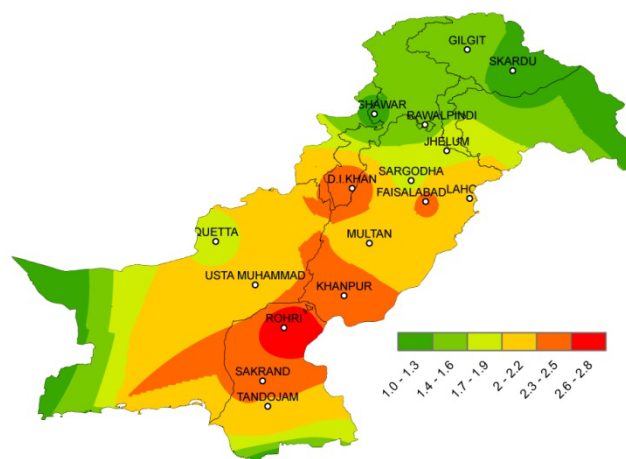 GILGIT
SKARDU
SHAWAR
RAWALPINDI
JHELUM
SARGODHA
D.I.KHAN
FAISALABAD
LAHO
QUETTA
MULTAN
USTA MUHAMMAD
KHANPUR
ROHRI
SAKRAND
TANDOJAM
1.0 - 1.3
1.4 - 1.6
1.7 - 1.9
2 - 2.2
2.3 - 2.5
2.6 - 2.8